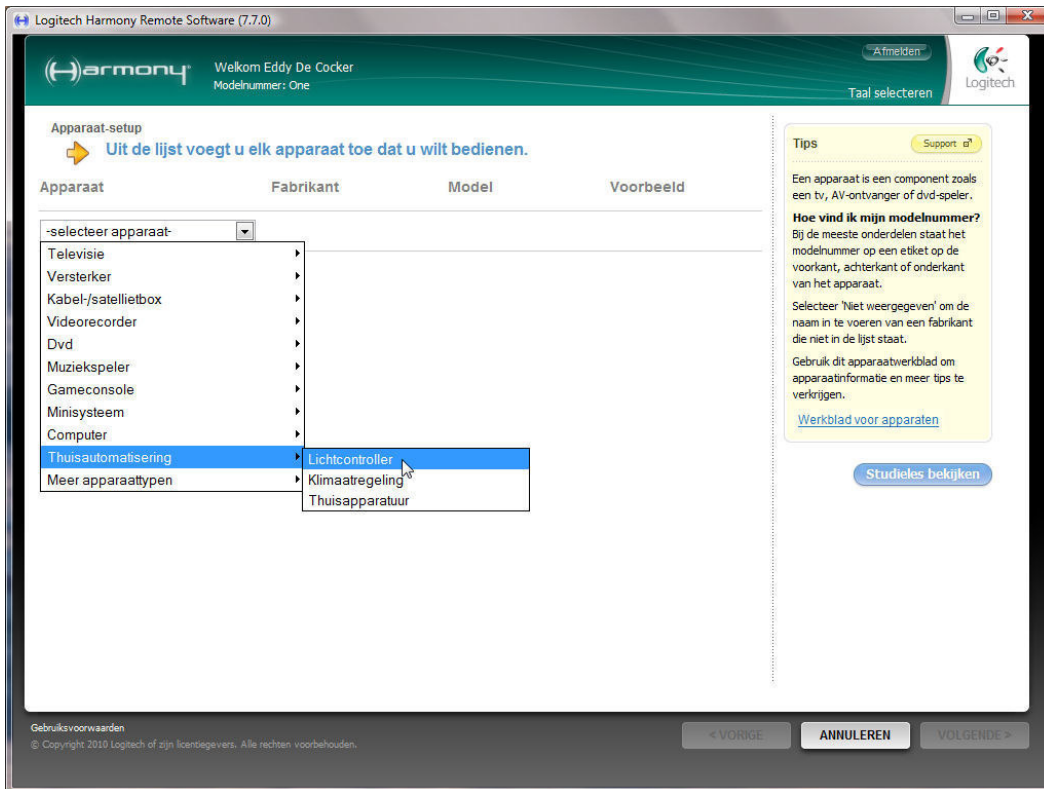 Logitech Harmony Remote Software (7.7.0)
Harmony
Welkom Eddy De Cocker
Modelnummer: One
Afmelden
Taal selecteren
Logitech
Apparaat-setup
Uit de lijst voegt u elk apparaat toe dat u wilt bedienen.
Apparaat Fabrikant Model Voorbeeld
-selecteer apparaat-
Televisie
Versterker
Kabel-/satellietbox
Videorecorder
Dvd
Muziekspeler
Gameconsole
Minisysteem
Computer
Thuisautomatisering
Meer apparaattypen
Lichtcontroller
Klimaatregeling
Thuisapparatuur
Tips
Support
Een apparaat is een component zoals
een tv, AV-ontvanger of dvd-speler.
Hoe vind ik mijn modelnummer?
Bij de meeste onderdelen staat het
modelnummer op een etiket op de
voorkant, achterkant of onderkant
van het apparaat.
Selecteer 'Niet weergegeven' om de
naam in te voeren van een fabrikant
die niet in de lijst staat.
Gebruik dit apparaatwerkblad om
apparaatinformatie en meer tips te
verkrijgen.
Werkblad voor apparaten
Studieles bekijken
Gebruiksvoorwaarden
© Copyright 2010 Logitech of zijn licentiegevers. Alle rechten voorbehouden.
< VORIGE
ANNULEREN
VOLGENDE >